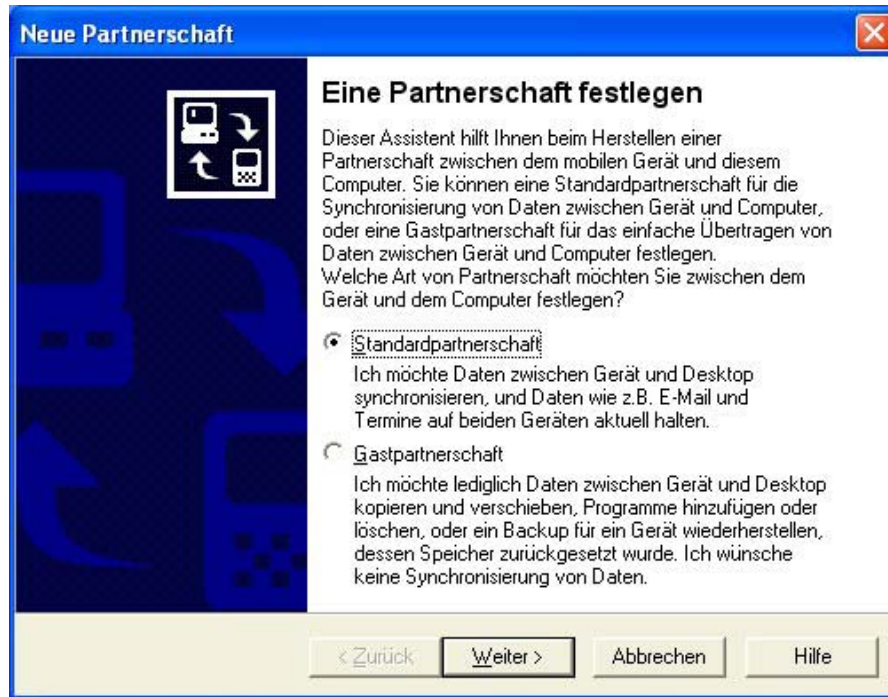 Neue Partnerschaft
Eine Partnerschaft festlegen
Dieser Assistent hilft Ihnen beim Herstellen einer
Partnerschaft zwischen dem mobilen Gerät und diesem
Computer. Sie können eine Standardpartnerschaft für die
Synchronisierung von Daten zwischen Gerät und Computer,
oder eine Gastpartnerschaft für das einfache Übertragen von
Daten zwischen Gerät und Computer festlegen.
Welche Art von Partnerschaft möchten Sie zwischen dem
Gerät und dem Computer festlegen?
Standardpartnerschaft
Ich möchte Daten zwischen Gerät und Desktop
synchronisieren, und Daten wie z.B. E-Mail und
Termine auf beiden Geräten aktuell halten.
Gastpartnerschaft
Ich möchte lediglich Daten zwischen Gerät und Desktop
kopieren und verschieben, Programme hinzufügen oder
löschen, oder ein Backup für ein Gerät wiederherstellen,
dessen Speicher zurückgesetzt wurde. Ich wünsche
keine Synchronisierung von Daten.
< Zurück Weiter > Abbrechen Hilfe